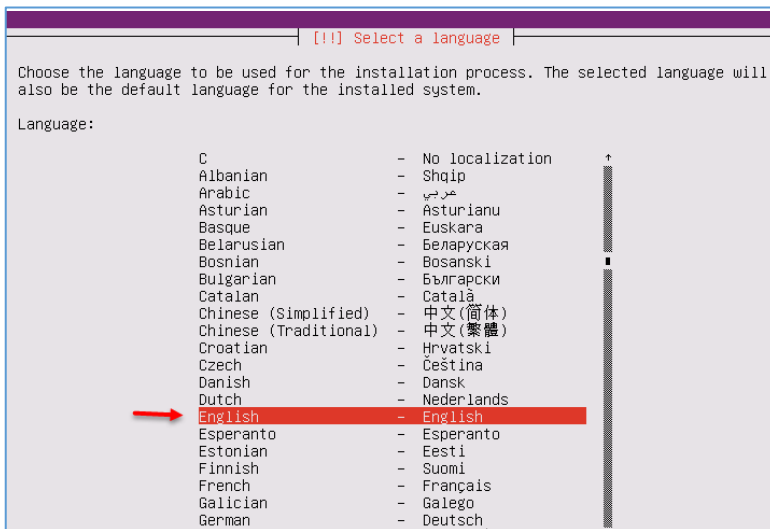 [!!] Select a language
Choose the language to be used for the installation process. The selected language will
also be the default language for the installed system.
Language:
C - No localization
Albanian - Shqip
Arabic - عربي
Asturian - Asturianu
Basque - Euskara
Belarusian - Беларуская
Bosnian - Bosanski
Bulgarian - Български
Catalan - Català
Chinese (Simplified) - 中文(简体)
Chinese (Traditional) - 中文(繁體)
Croatian - Hrvatski
Czech - Čeština
Danish - Dansk
Dutch - Nederlands
English - English
Esperanto - Esperanto
Estonian - Eesti
Finnish - Suomi
French - Français
Galician - Galego
German - Deutsch